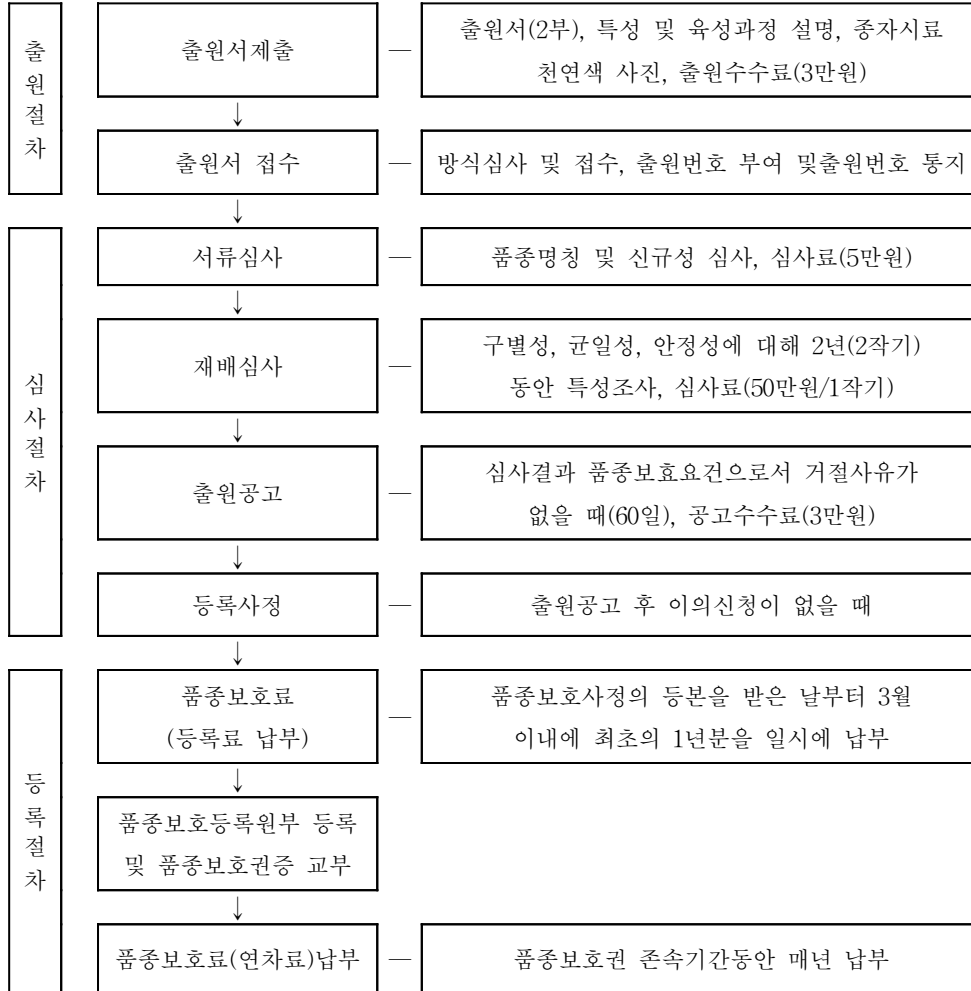 출원절차
출원서제출
—
출원서(2부), 특성 및 육성과정 설명, 종자시료
천연색 사진, 출원수수료(3만원)
↓
출원서 접수
—
방식심사 및 접수, 출원번호 부여 및출원번호 통지
↓
심사절차
서류심사
—
품종명칭 및 신규성 심사, 심사료(5만원)
↓
재배심사
—
구별성, 균일성, 안정성에 대해 2년(2작기)
동안 특성조사, 심사료(50만원/1작기)
↓
출원공고
—
심사결과 품종보효요건으로서 거절사유가
없을 때(60일), 공고수수료(3만원)
↓
등록사정
—
출원공고 후 이의신청이 없을 때
↓
등록절차
품종보호료
(등록료 납부)
—
품종보호사정의 등본을 받은 날부터 3월
이내에 최초의 1년분을 일시에 납부
↓
품종보호등록원부 등록
및 품종보호권증 교부
↓
품종보호료(연차료)납부
—
품종보호권 존속기간동안 매년 납부